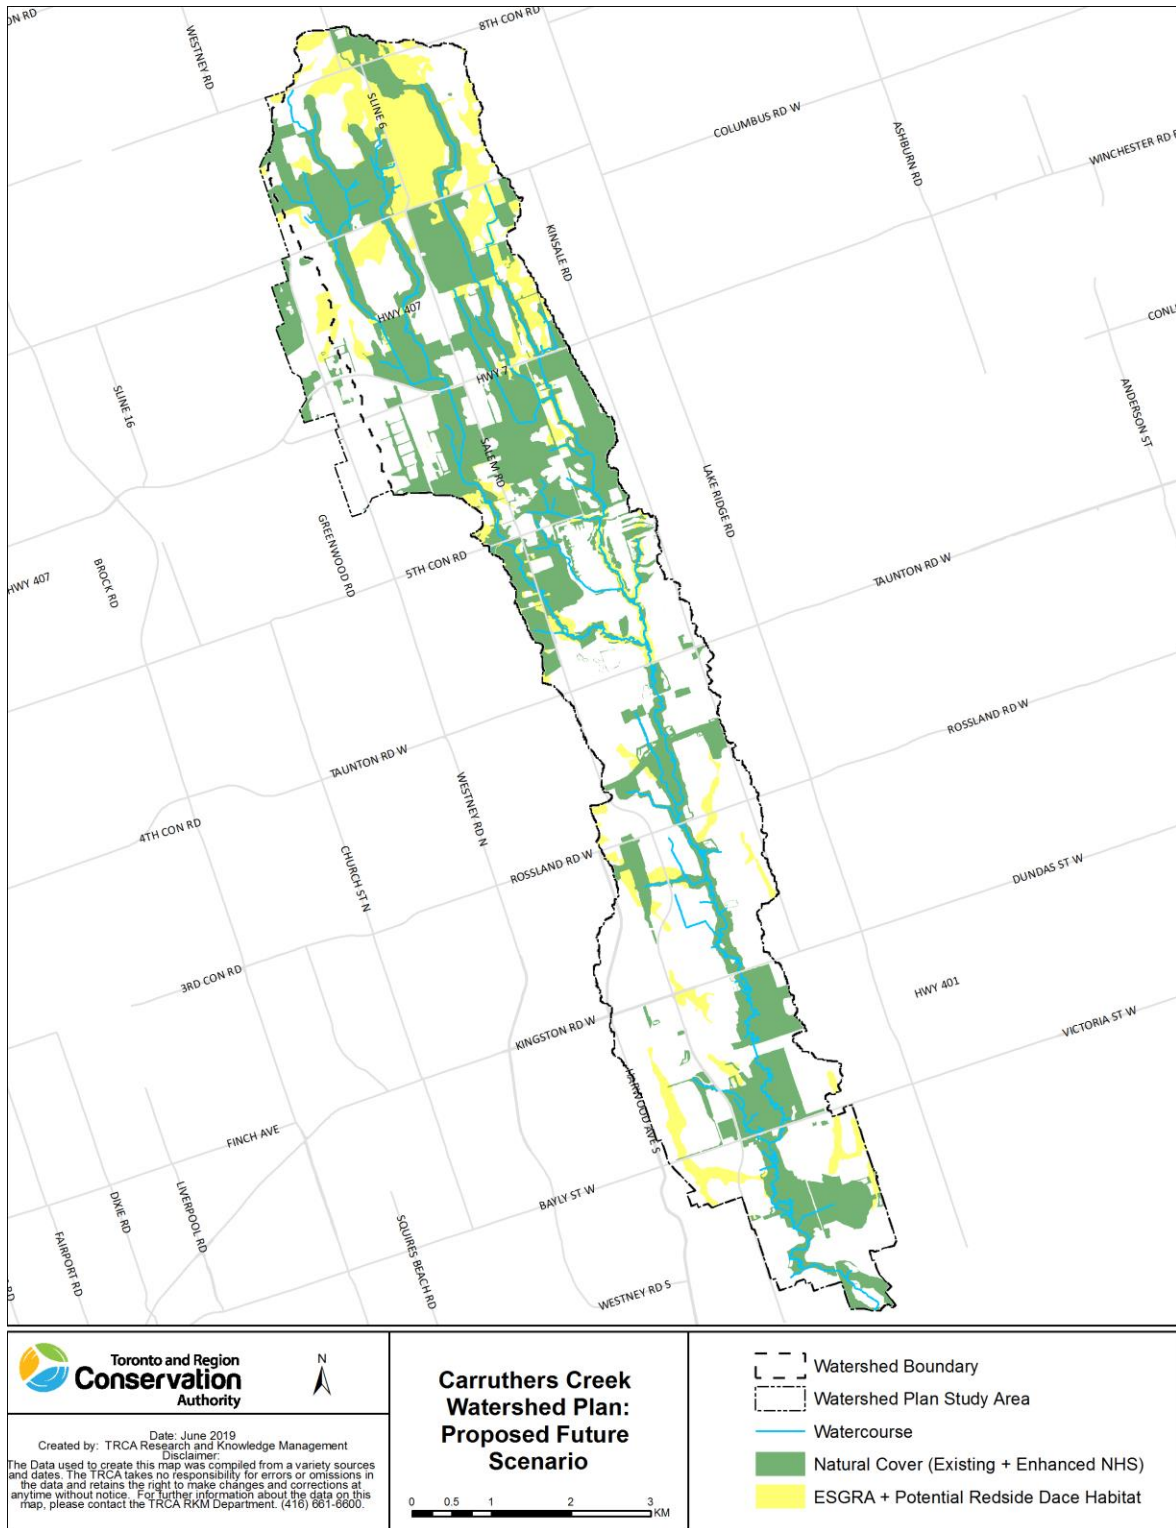 ON RD
WESTNEY RD
8TH CON RD
SLINE 6
COLUMBUS RD W
ASHBURN RD
WINCHESTER RD
KINSALE RD
HWY 407
CONL
HWY 7
SLINE 16
ANDERSON ST
SALEM RD
LAKE RIDGE RD
GREENWOOD RD
5TH CON RD
HWY 407
BROCK RD
TAUNTON RD W
ROSSLAND RD W
TAUNTON RD W
WESTNEY RD N
4TH CON RD
CHURCH ST N
ROSSLAND RD W
DUNDAS ST W
3RD CON RD
HWY 401
KINGSTON RD W
VICTORIA ST W
HARWOOD AVE S
FINCH AVE
BAYLY ST W
DIXIE RD
LIVERPOOL RD
SQUIRES BEACH RD
FAIRPORT RD
RD
WESTNEY RD S
Toronto and Region
Conservation
Authority
N
Date: June 2019
Created by: TRCA Research and Knowledge Management
Disclaimer:
The Data used to create this map was compiled from a variety sources
and dates. The TRCA takes no responsibility for errors or omissions in
the data and retains the right to make changes and corrections at
anytime without notice. For further information about the data on this
map, please contact the TRCA RKM Department. (416) 661-6600.
Carruthers Creek
Watershed Plan:
Proposed Future
Scenario
0 0.5 1 2 3
KM
Watershed Boundary
Watershed Plan Study Area
Watercourse
Natural Cover (Existing + Enhanced NHS)
ESGRA + Potential Redside Dace Habitat